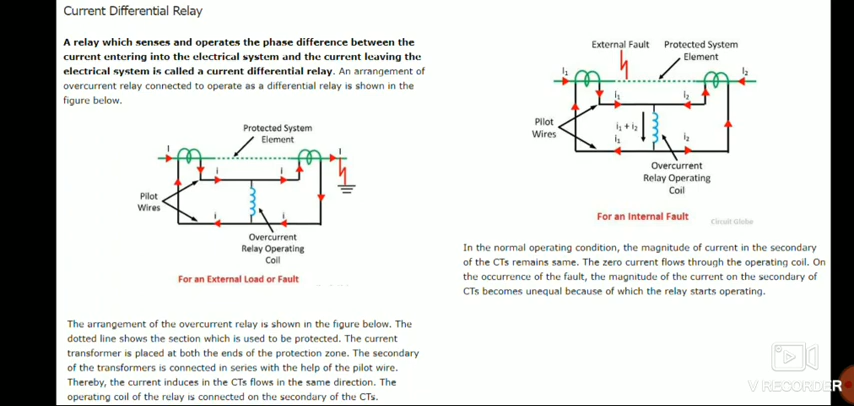 Current Differential Relay
A relay which senses and operates the phase difference between the
current entering into the electrical system and the current leaving the
electrical system is called a current differential relay. An arrangement of
overcurrent relay connected to operate as a differential relay is shown in the
figure below.
Protected System
Element
I
I
i
i
Pilot
Wires
i
i
Overcurrent
Relay Operating
Coil
For an External Load or Fault
The arrangement of the overcurrent relay is shown in the figure below. The
dotted line shows the section which is used to be protected. The current
transformer is placed at both the ends of the protection zone. The secondary
of the transformers is connected in series with the help of the pilot wire.
Thereby, the current induces in the CTs flows in the same direction. The
operating coil of the relay is connected on the secondary of the CTs.
External Fault
Protected System
Element
I₁
I₂
i₁
i₂
Pilot
Wires
i₁ + i₂
i₁
i₂
Overcurrent
Relay Operating
Coil
For an Internal Fault
Circuit Globe
In the normal operating condition, the magnitude of current in the secondary
of the CTs remains same. The zero current flows through the operating coil. On
the occurrence of the fault, the magnitude of the current on the secondary of
CTs becomes unequal because of which the relay starts operating.
V RECORDER